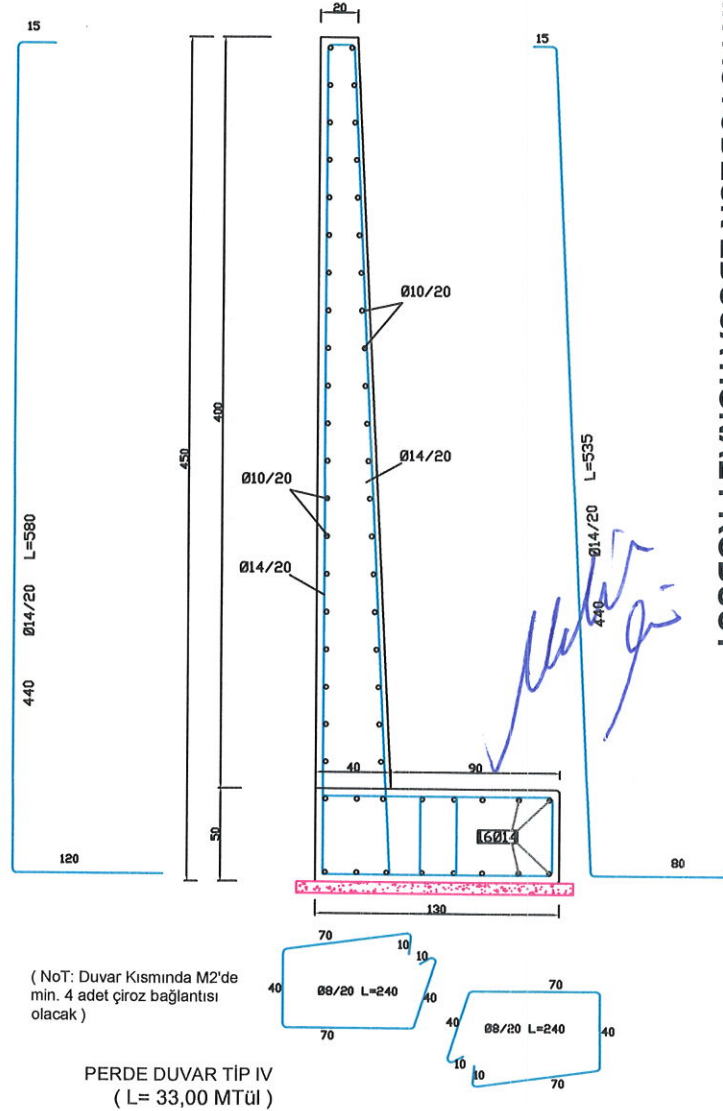 20
15
15
Ø10/20
450
400
L=580
Ø14/20
440
Ø14/20
Ø10/20
Ø14/20
L=535
Ø14/20
440
40
90
50
16Ø14
120
80
130
70
10
10
40
Ø8/20 L=240
40
70
70
40
Ø8/20 L=240
40
10
10
70
( NoT: Duvar Kısmında M2'de
min. 4 adet çiroz bağlantısı
olacak )
PERDE DUVAR TİP IV
( L= 33,00 MTül )